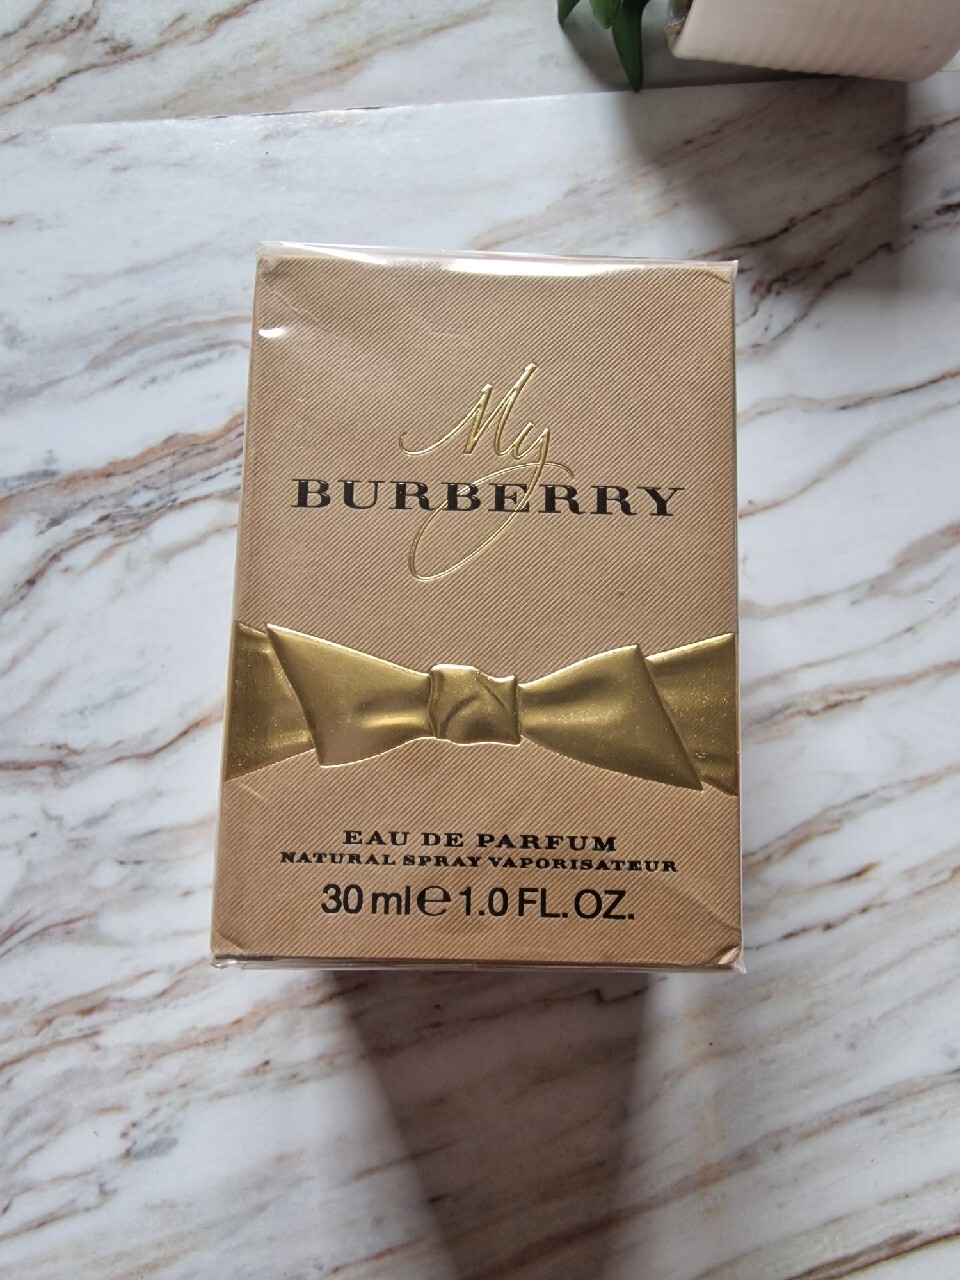 My
BURBERRY
EAU DE PARFUM
NATURAL SPRAY VAPORISATEUR
30 ml ℮ 1.0 FL. OZ.